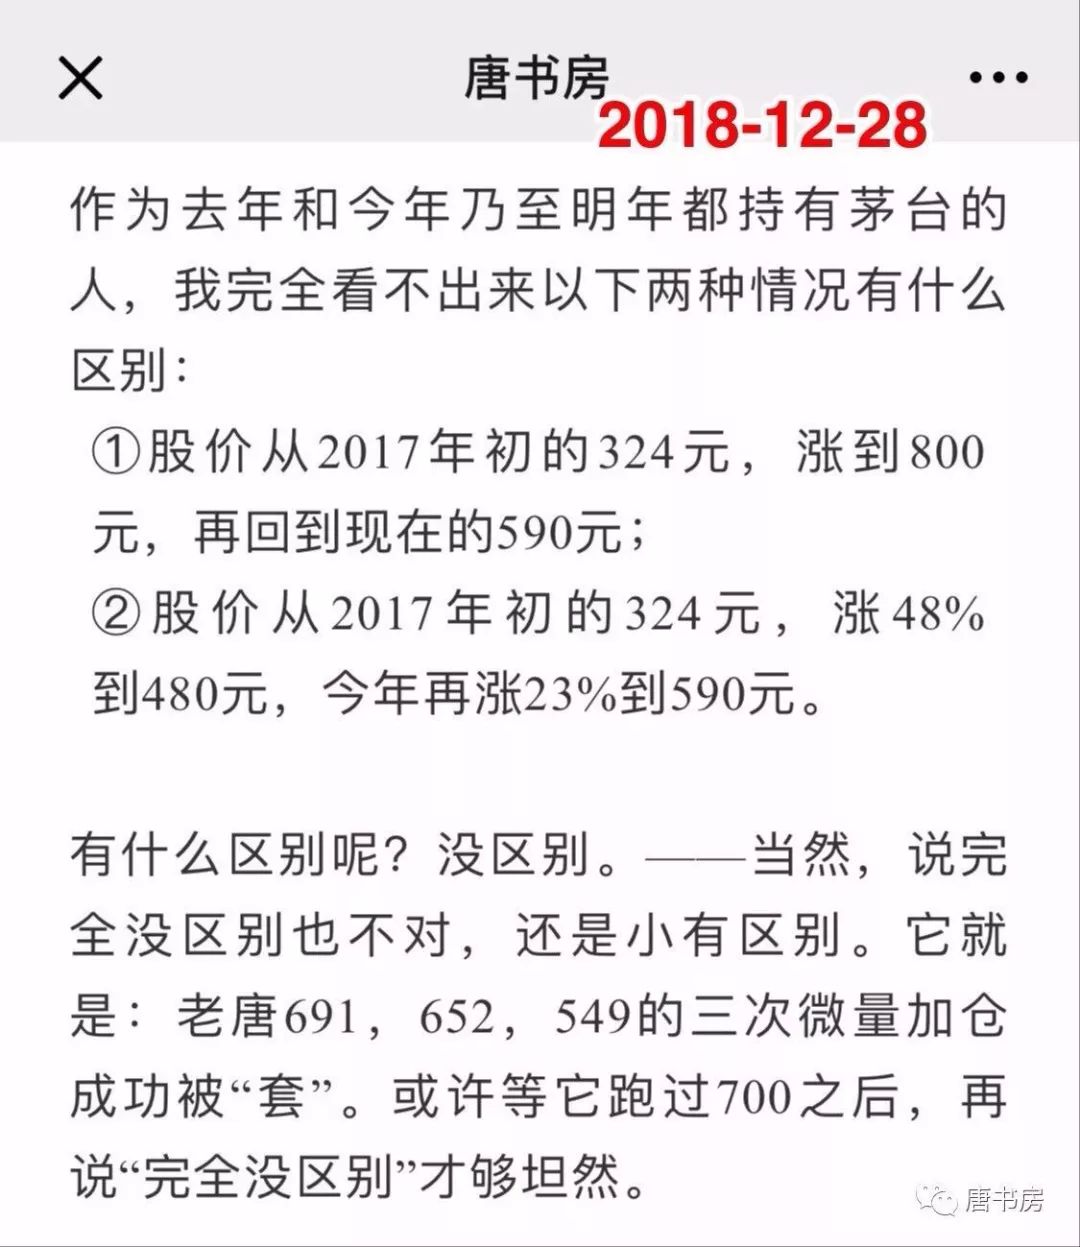 唐书房
2018-12-28
作为去年和今年乃至明年都持有茅台的
人，我完全看不出来以下两种情况有什么
区别：
①股价从2017年初的324元，涨到800
元，再回到现在的590元；
②股价从2017年初的324元，涨48%
到480元，今年再涨23%到590元。
有什么区别呢？没区别。——当然，说完
全没区别也不对，还是小有区别。它就
是：老唐691，652，549的三次微量加仓
成功被“套”。或许等它跑过700之后，再
说“完全没区别”才够坦然。
唐书房